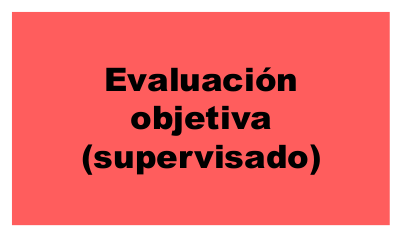 Evaluación
objetiva
(supervisado)